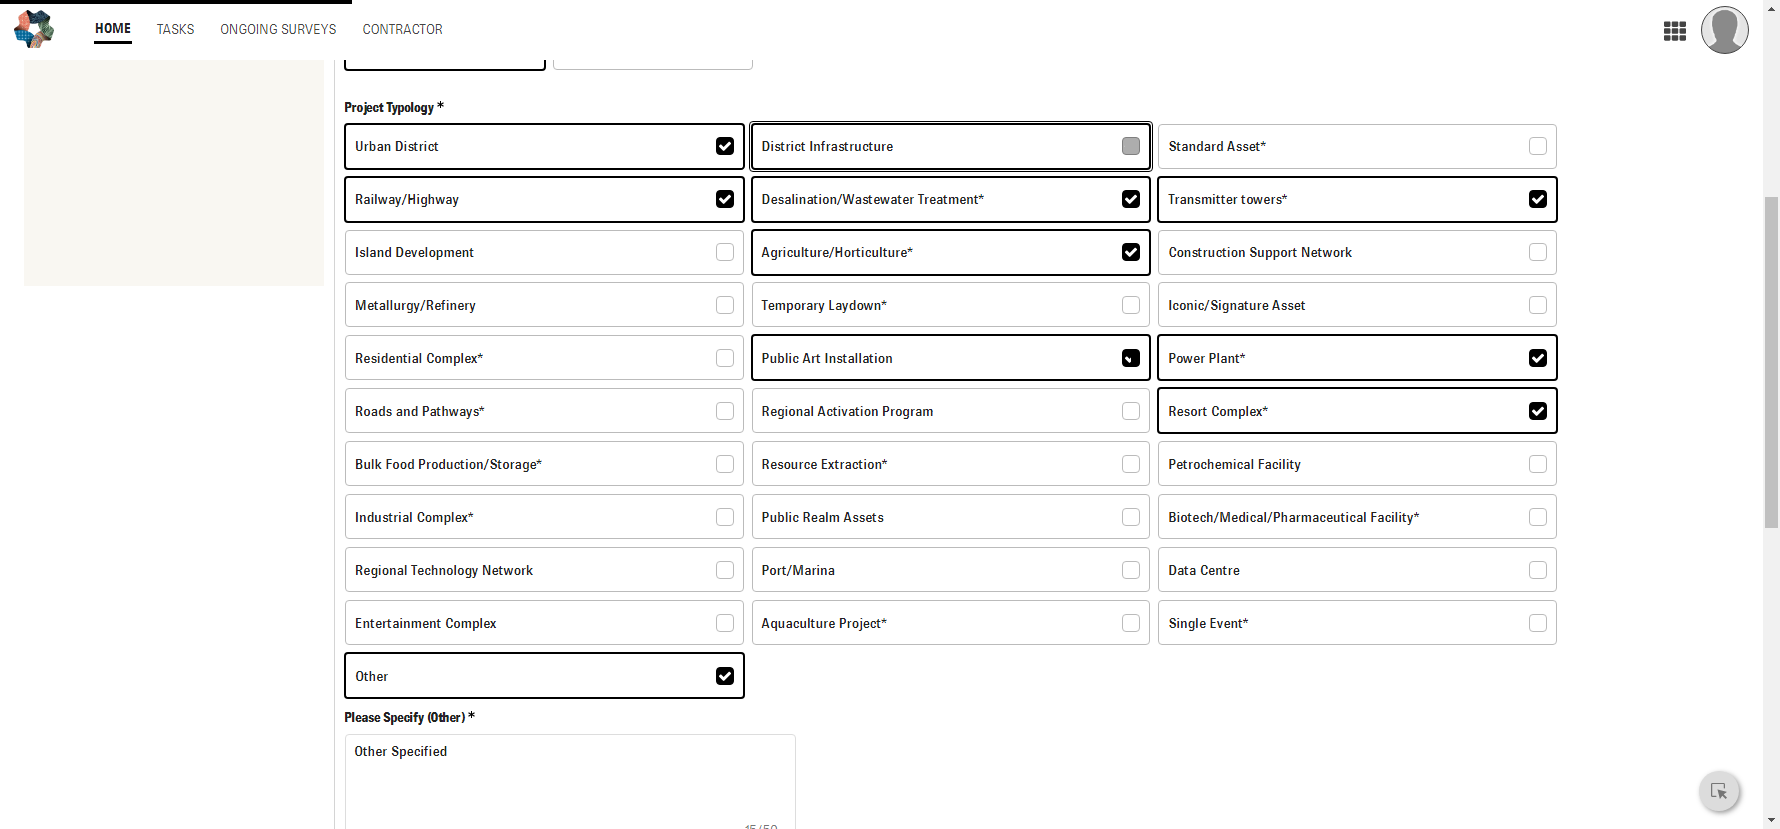 HOME TASKS ONGOING SURVEYS CONTRACTOR
Project Typology *
Urban District District Infrastructure Standard Asset*
Railway/Highway Desalination/Wastewater Treatment* Transmitter towers*
Island Development Agriculture/Horticulture* Construction Support Network
Metallurgy/Refinery Temporary Laydown* Iconic/Signature Asset
Residential Complex* Public Art Installation Power Plant*
Roads and Pathways* Regional Activation Program Resort Complex*
Bulk Food Production/Storage* Resource Extraction* Petrochemical Facility
Industrial Complex* Public Realm Assets Biotech/Medical/Pharmaceutical Facility*
Regional Technology Network Port/Marina Data Centre
Entertainment Complex Aquaculture Project* Single Event*
Other
Please Specify (Other) *
Other Specified